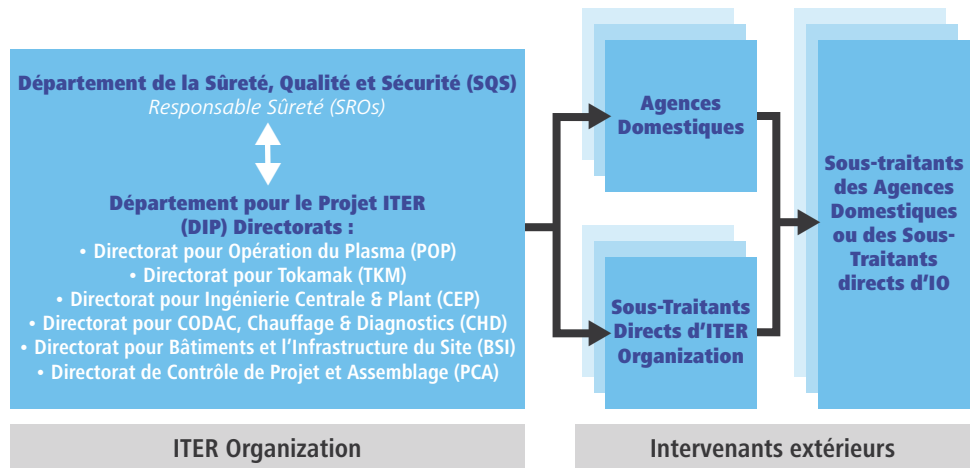 Département de la Sûreté, Qualité et Sécurité (SQS)
Responsable Sûreté (SROs)
Département pour le Projet ITER
(DIP) Directorats :
• Directorat pour Opération du Plasma (POP)
• Directorat pour Tokamak (TKM)
• Directorat pour Ingénierie Centrale & Plant (CEP)
• Directorat pour CODAC, Chauffage & Diagnostics (CHD)
• Directorat pour Bâtiments et l'Infrastructure du Site (BSI)
• Directorat de Contrôle de Projet et Assemblage (PCA)
ITER Organization
Agences
Domestiques
Sous-Traitants
Directs d'ITER
Organization
Sous-traitants
des Agences
Domestiques
ou des Sous-
Traitants
directs d'IO
Intervenants extérieurs